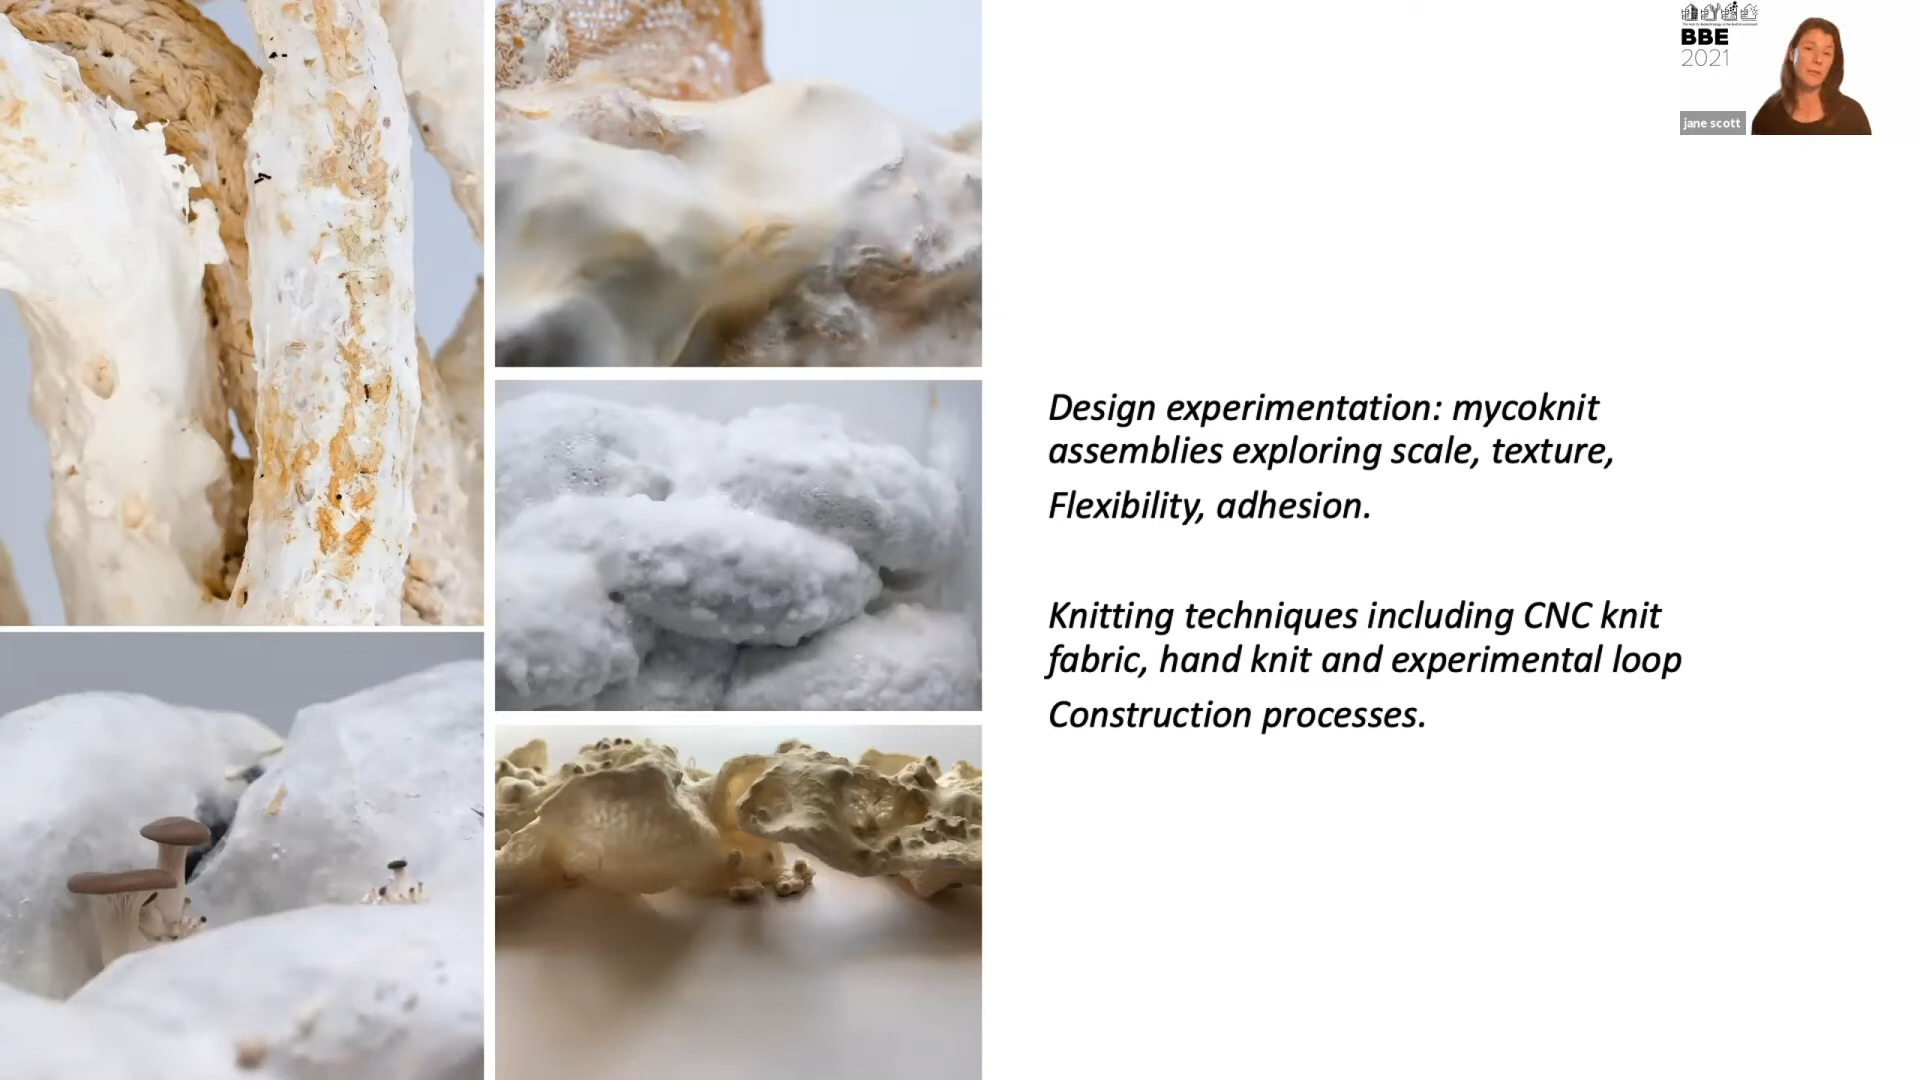 BBE
2021
jane scott
Design experimentation: mycoknit
assemblies exploring scale, texture,
Flexibility, adhesion.
Knitting techniques including CNC knit
fabric, hand knit and experimental loop
Construction processes.